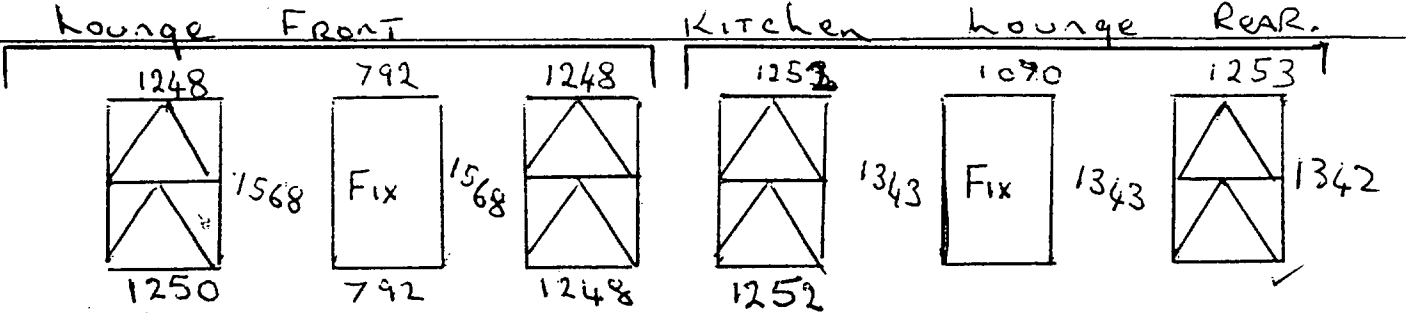 Lounge FRONT KITCHEN Lounge REAR.
1248 792 1248 1070 1253
1568 Fix 1568 1343 Fix 1343 1342
1250 792 1248 1252